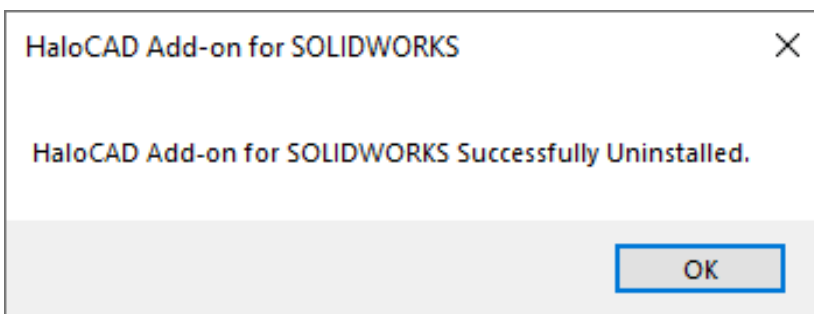 HaloCAD Add-on for SOLIDWORKS
HaloCAD Add-on for SOLIDWORKS Successfully Uninstalled.
OK